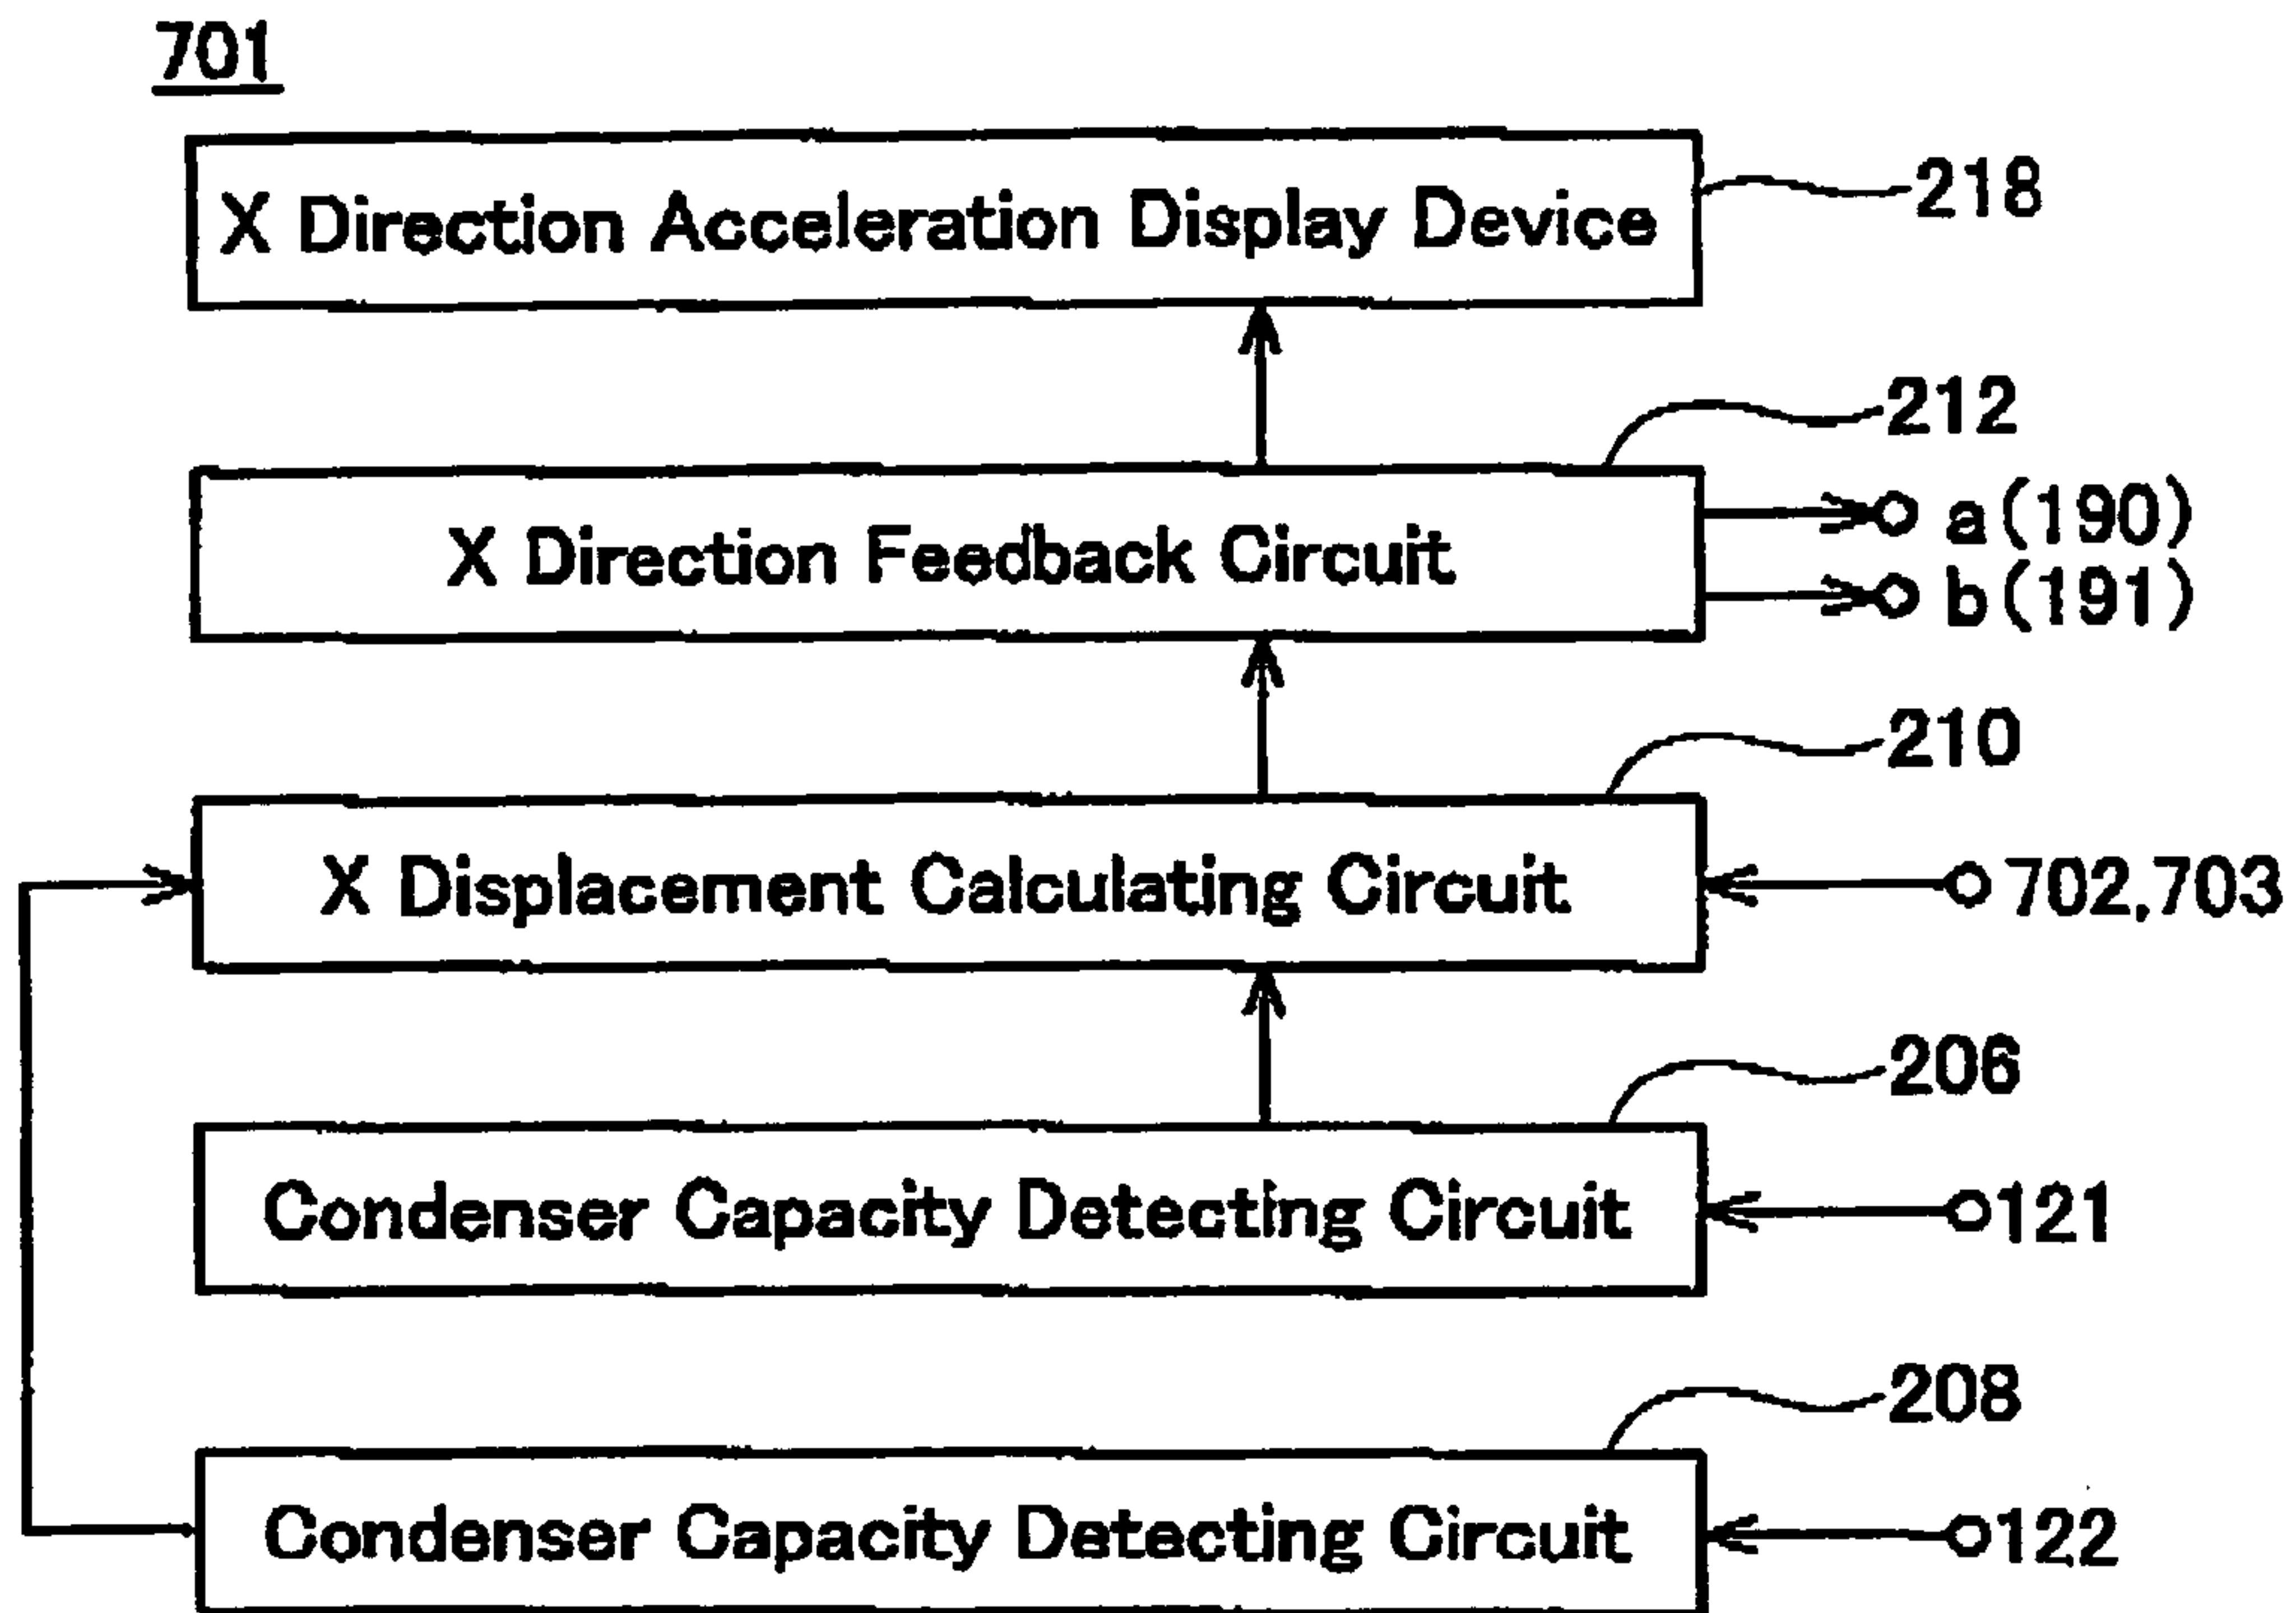 701
X Direction Acceleration Display Device
218
212
X Direction Feedback Circuit
a(190)
b(191)
210
X Displacement Calculating Circuit
702,703
206
Condenser Capacity Detecting Circuit
121
208
Condenser Capacity Detecting Circuit
122